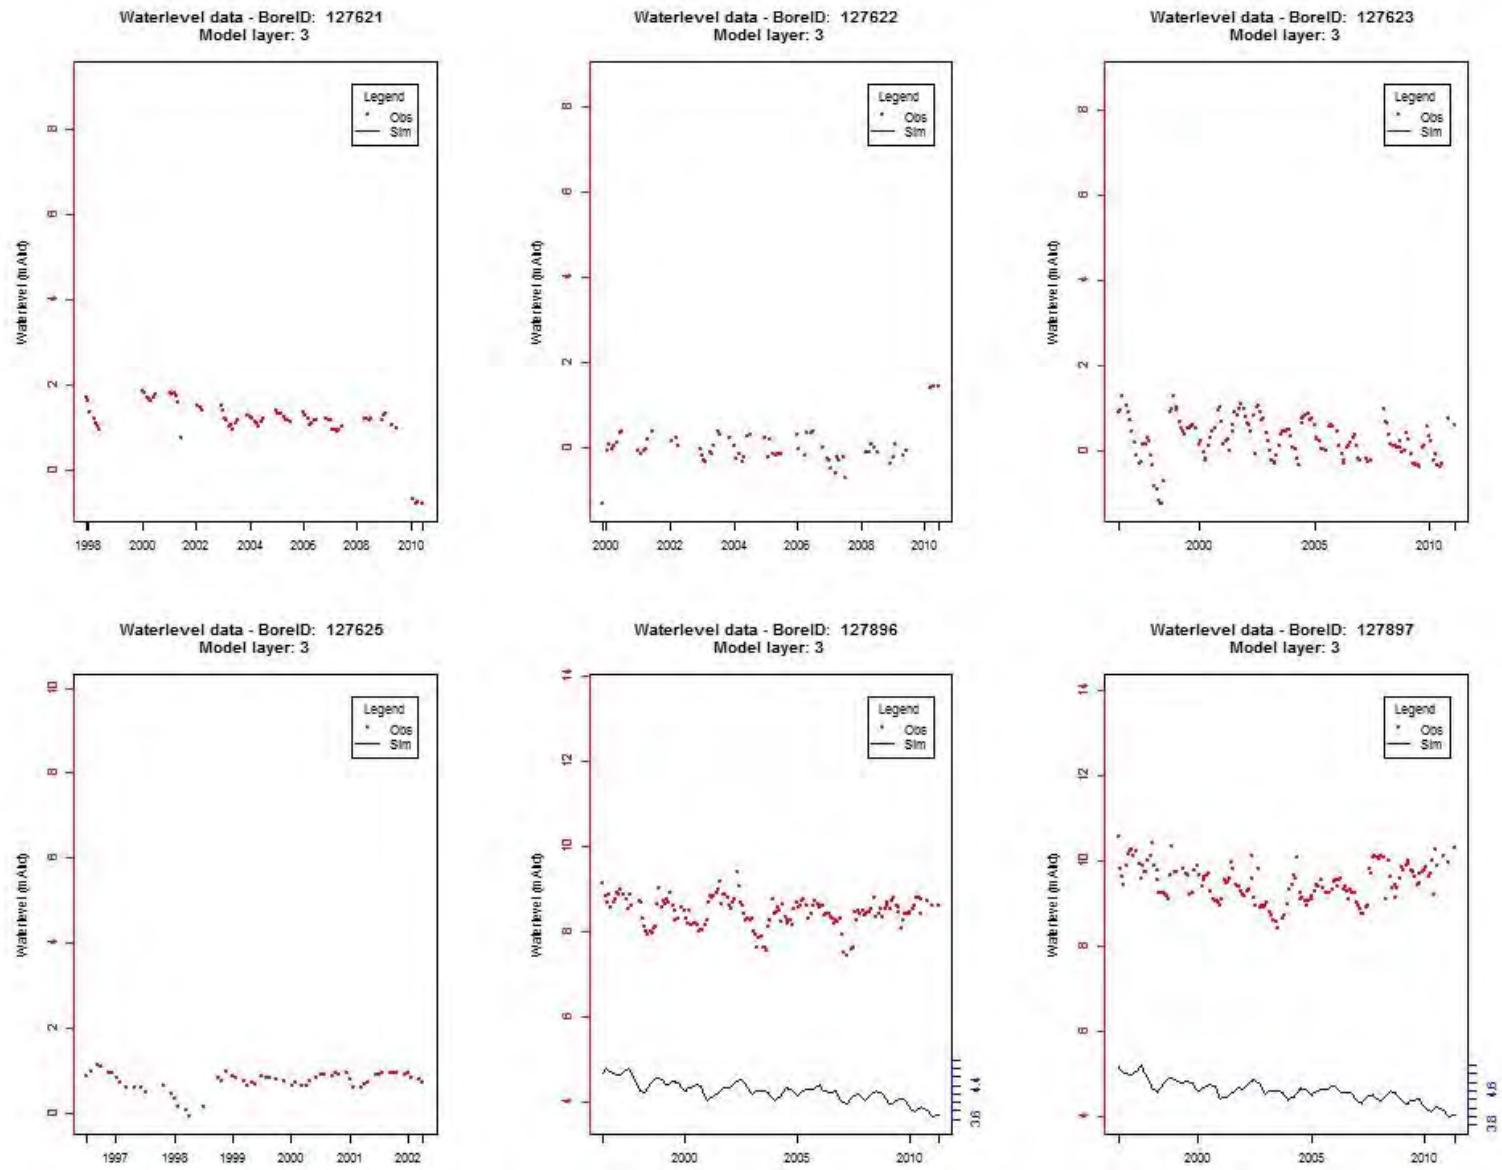 Waterlevel data - BoreID: 127621
Model layer: 3
Legend
Obs
Sim
Waterlevel (mAhd)
8
6
4
2
0
1998 2000 2002 2004 2006 2008 2010
Waterlevel data - BoreID: 127622
Model layer: 3
Legend
Obs
Sim
Waterlevel (mAhd)
8
6
4
2
0
2000 2002 2004 2006 2008 2010
Waterlevel data - BoreID: 127623
Model layer: 3
Legend
Obs
Sim
Waterlevel (mAhd)
8
6
4
2
0
2000 2005 2010
Waterlevel data - BoreID: 127625
Model layer: 3
Legend
Obs
Sim
Waterlevel (mAhd)
10
8
6
4
2
0
1997 1998 1999 2000 2001 2002
Waterlevel data - BoreID: 127896
Model layer: 3
Legend
Obs
Sim
Waterlevel (mAhd)
14
12
10
8
6
4
4.4
3.6
2000 2005 2010
Waterlevel data - BoreID: 127897
Model layer: 3
Legend
Obs
Sim
Waterlevel (mAhd)
14
12
10
8
6
4
4.6
3.8
2000 2005 2010